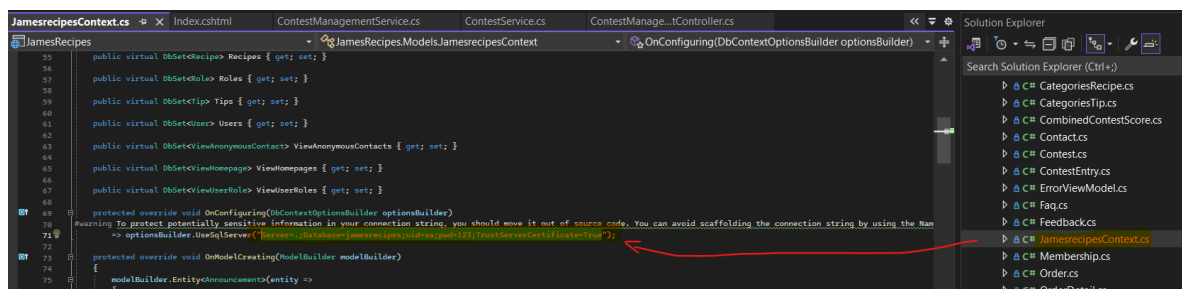 JamesrecipesContext.cs Index.cshtml ContestManagementService.cs ContestService.cs ContestManage...tController.cs
JamesRecipes JamesRecipes.Models.JamesrecipesContext OnConfiguring(DbContextOptionsBuilder optionsBuilder)
55 public virtual DbSet<Recipe> Recipes { get; set; }
56
57 public virtual DbSet<Role> Roles { get; set; }
58
59 public virtual DbSet<Tip> Tips { get; set; }
60
61 public virtual DbSet<User> Users { get; set; }
62
63 public virtual DbSet<ViewAnonymousContact> ViewAnonymousContacts { get; set; }
64
65 public virtual DbSet<ViewHomepage> ViewHomepages { get; set; }
66
67 public virtual DbSet<ViewUserRole> ViewUserRoles { get; set; }
68
69 protected override void OnConfiguring(DbContextOptionsBuilder optionsBuilder)
70 #warning To protect potentially sensitive information in your connection string, you should move it out of source code. You can avoid scaffolding the connection string by using the Nam
71 => optionsBuilder.UseSqlServer("Server=.;Database=jamesrecipes;uid=sa;pwd=123;TrustServerCertificate=True");
72
73 protected override void OnModelCreating(ModelBuilder modelBuilder)
74 {
75 modelBuilder.Entity<Announcement>(entity =>
Solution Explorer
Search Solution Explorer (Ctrl+;)
C# CategoriesRecipe.cs
C# CategoriesTip.cs
C# CombinedContestScore.cs
C# Contact.cs
C# Contest.cs
C# ContestEntry.cs
C# ErrorViewModel.cs
C# Faq.cs
C# Feedback.cs
C# JamesrecipesContext.cs
C# Membership.cs
C# Order.cs
C# OrderDetail.cs